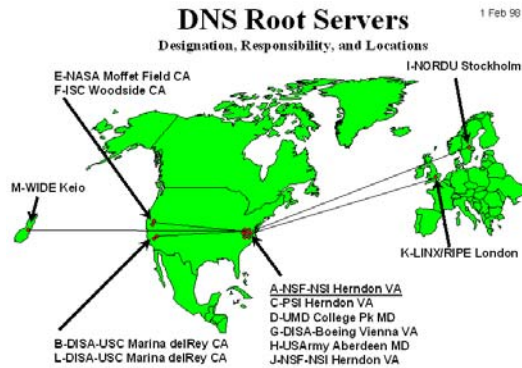 DNS Root Servers
1 Feb 98
Designation, Responsibility, and Locations
E-NASA Moffet Field CA
F-ISC Woodside CA
I-NORDU Stockholm
M-WIDE Keio
K-LINX/RIPE London
A-NSF-NSI Herndon VA
C-PSI Herndon VA
D-UMD College Pk MD
G-DISA-Boeing Vienna VA
H-USArmy Aberdeen MD
J-NSF-NSI Herndon VA
B-DISA-USC Marina delRey CA
L-DISA-USC Marina delRey CA